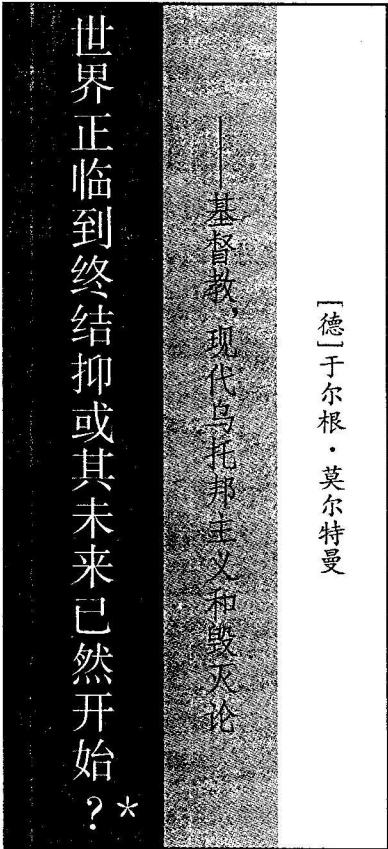 世界正临到终结抑或其未来已然开始？*
——基督教,现代乌托邦主义和毁灭论
[德]于尔根·莫尔特曼